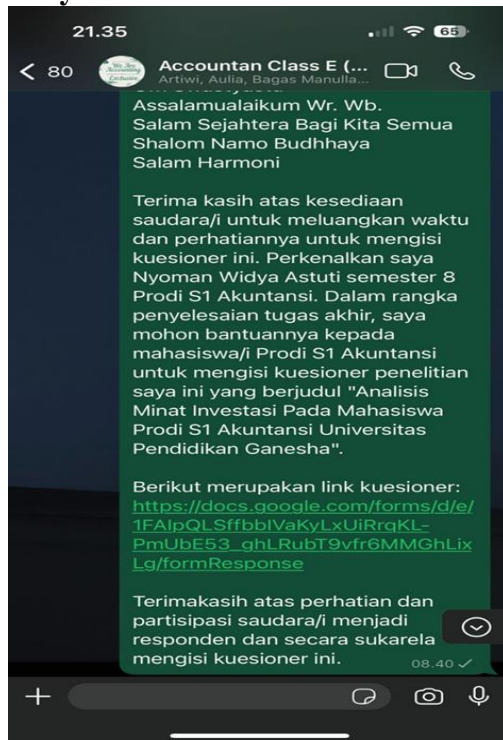 21.35
65
80
Accountan Class E (...
Artiwi, Aulia, Bagas Manulla...
Assalamualaikum Wr. Wb.
Salam Sejahtera Bagi Kita Semua
Shalom Namo Budhhaya
Salam Harmoni
Terima kasih atas kesediaan
saudara/i untuk meluangkan waktu
dan perhatiannya untuk mengisi
kuesioner ini. Perkenalkan saya
Nyoman Widya Astuti semester 8
Prodi S1 Akuntansi. Dalam rangka
penyelesaian tugas akhir, saya
mohon bantuannya kepada
mahasiswa/i Prodi S1 Akuntansi
untuk mengisi kuesioner penelitian
saya ini yang berjudul "Analisis
Minat Investasi Pada Mahasiswa
Prodi S1 Akuntansi Universitas
Pendidikan Ganesha".
Berikut merupakan link kuesioner:
https://docs.google.com/forms/d/e/
1FAIpQLSffbbIVaKyLxUiRrqKL-
PmUbE53_ghLRubT9vfr6MMGhLix
Lg/formResponse
Terimakasih atas perhatian dan
partisipasi saudara/i menjadi
responden dan secara sukarela
mengisi kuesioner ini.
08.40